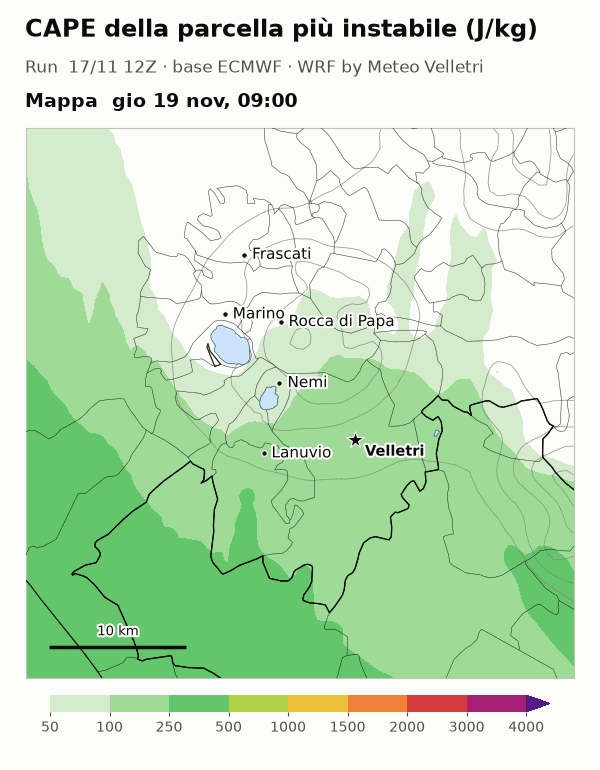 CAPE della parcella più instabile (J/kg)
Run  17/11 12Z · base ECMWF · WRF by Meteo Velletri
Mappa  gio 19 nov, 09:00
Frascati
Marino
Rocca di Papa
Nemi
Velletri
Lanuvio
10 km
50 100 250 500 1000 1500 2000 3000 4000